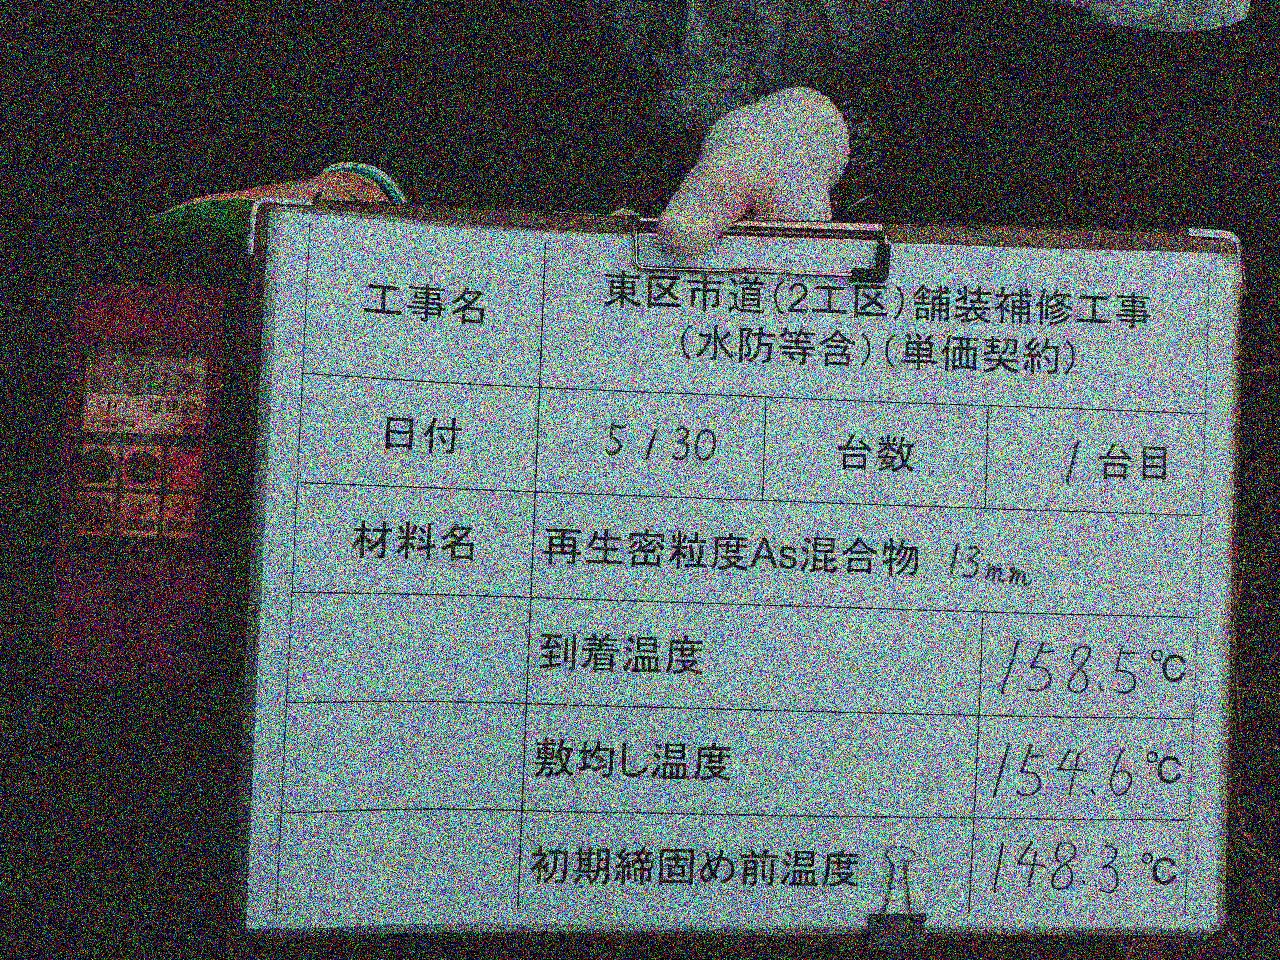 工事名 東区市道(2工区)舗装補修工事
(水防等含)(単価契約)
日付 5/30 台数 1台目
材料名 再生密粒度As混合物 13mm
到着温度 158.5℃
敷均し温度 154.6℃
初期締固め前温度 148.3℃